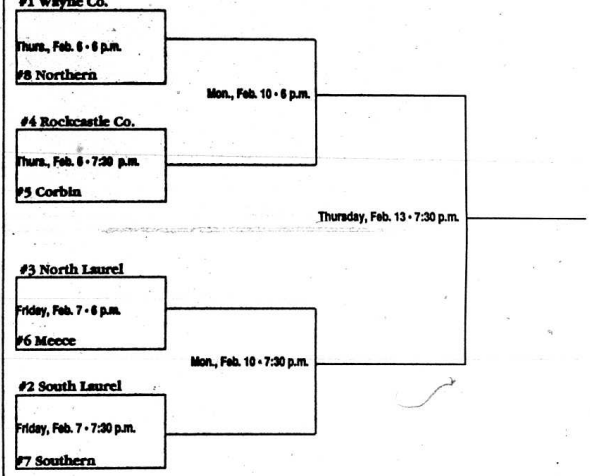 #1 Wayne Co.
Thurs., Feb. 6 • 6 p.m.
#8 Northern
Mon., Feb. 10 • 6 p.m.
#4 Rockcastle Co.
Thurs., Feb. 6 • 7:30 p.m.
#5 Corbin
Thursday, Feb. 13 • 7:30 p.m.
#3 North Laurel
Friday, Feb. 7 • 6 p.m.
#6 Meece
Mon., Feb. 10 • 7:30 p.m.
#2 South Laurel
Friday, Feb. 7 • 7:30 p.m.
#7 Southern